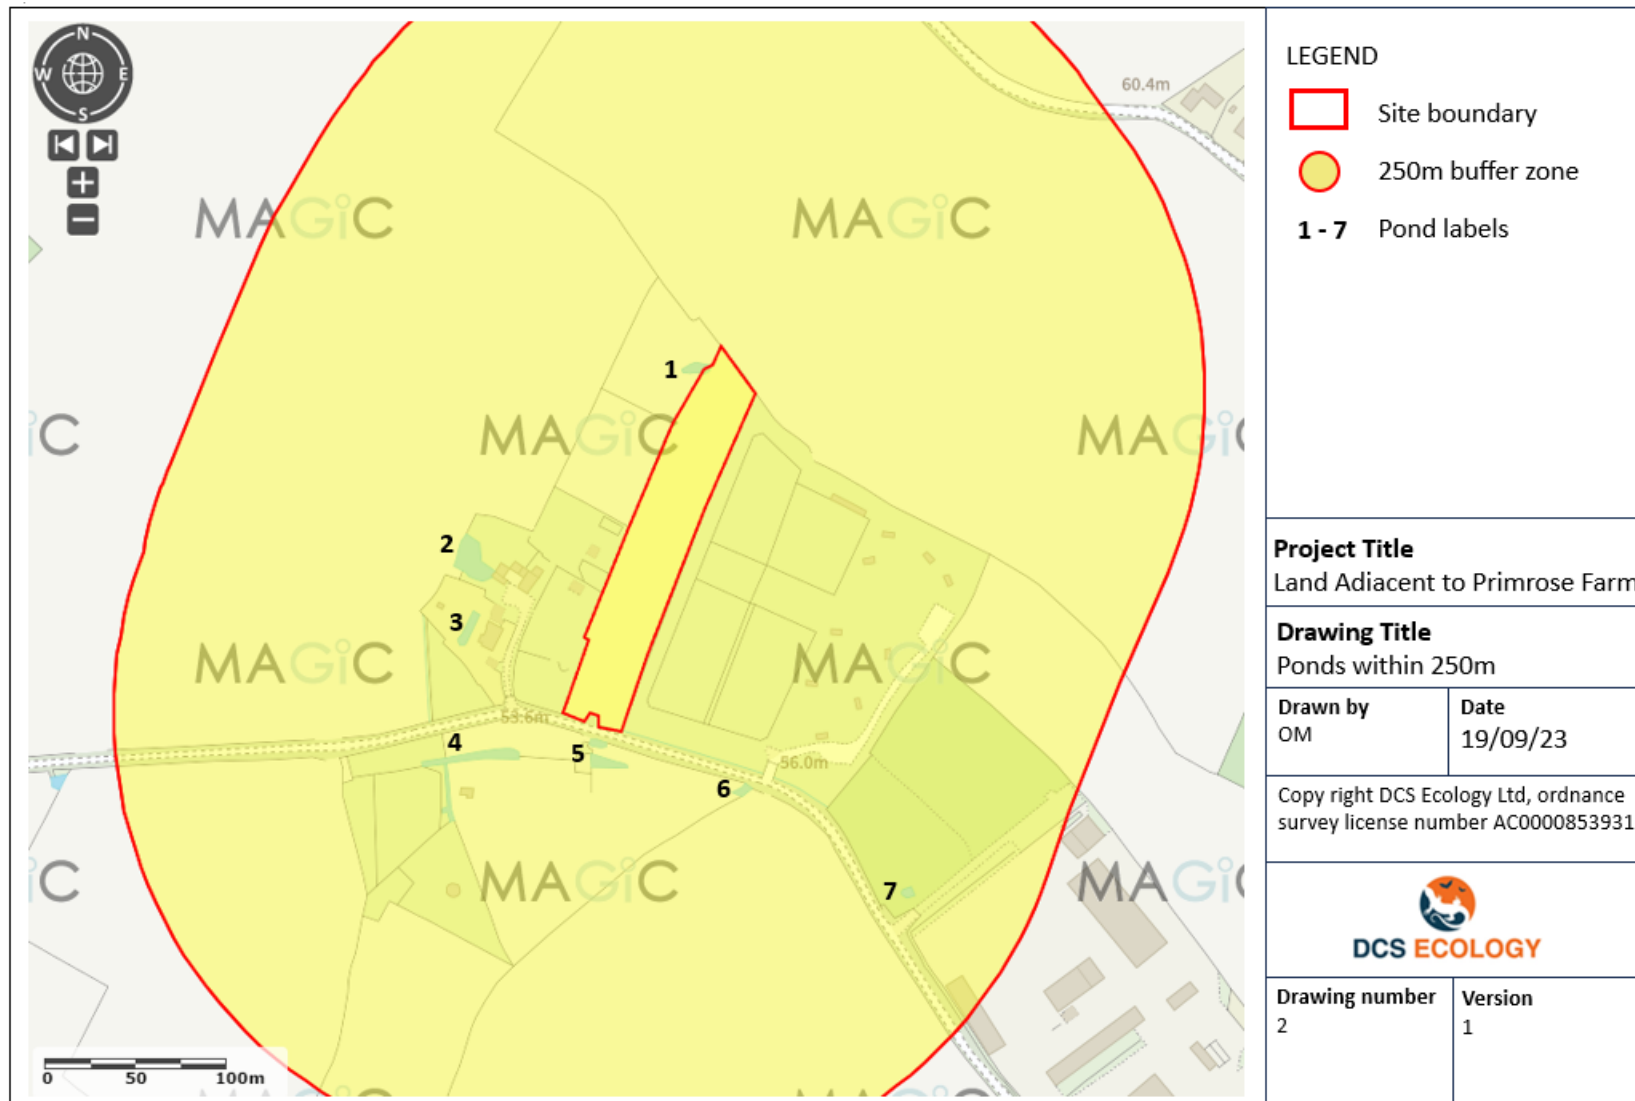 N
W E
S
60.4m
MAGiC MAGiC
1
iC MAGiC MAGiC
2
3
MAGiC MAGiC
53.6m
4
5
56.0m
6
iC MAGiC MAGiC
7
0 50 100m
LEGEND
Site boundary
250m buffer zone
1 - 7 Pond labels
Project Title
Land Adiacent to Primrose Farm
Drawing Title
Ponds within 250m
Drawn by
OM
Date
19/09/23
Copy right DCS Ecology Ltd, ordnance
survey license number AC0000853931
DCS ECOLOGY
Drawing number
2
Version
1